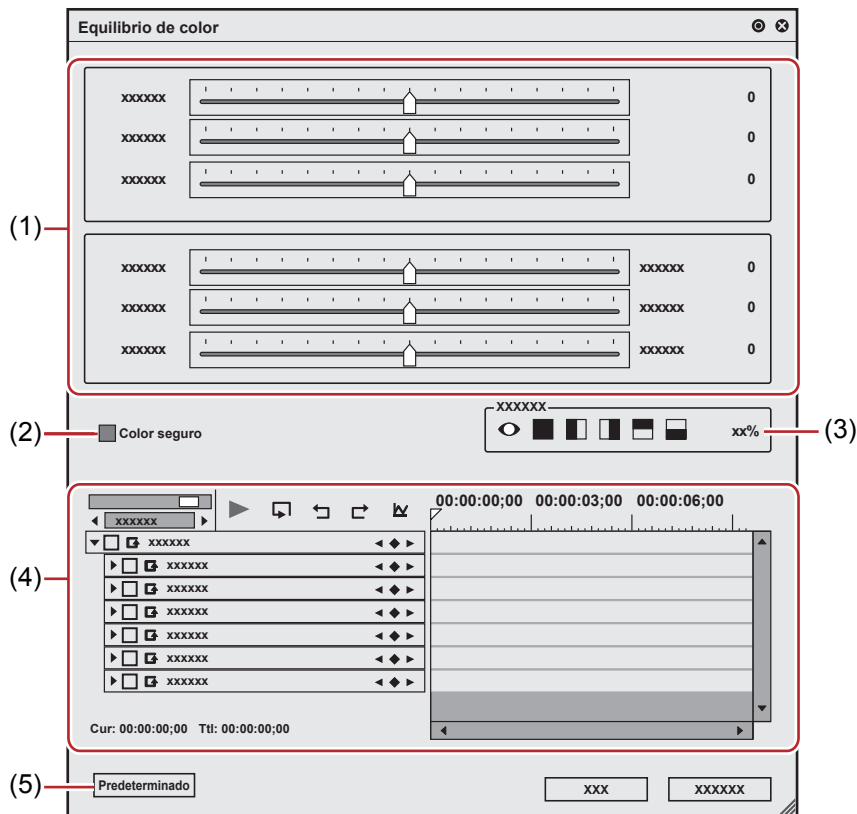 Equilibrio de color
xxxxxx 0
xxxxxx 0
xxxxxx 0
(1)
xxxxxx xxxxxx 0
xxxxxx xxxxxx 0
xxxxxx xxxxxx 0
xxxxxx
(2) Color seguro xx% (3)
00:00:00;00 00:00:03;00 00:00:06;00
xxxxxx
xxxxxx
xxxxxx
(4) xxxxxx
xxxxxx
xxxxxx
xxxxxx
xxxxxx
Cur: 00:00:00;00 Ttl: 00:00:00;00
(5) Predeterminado xxx xxxxxx